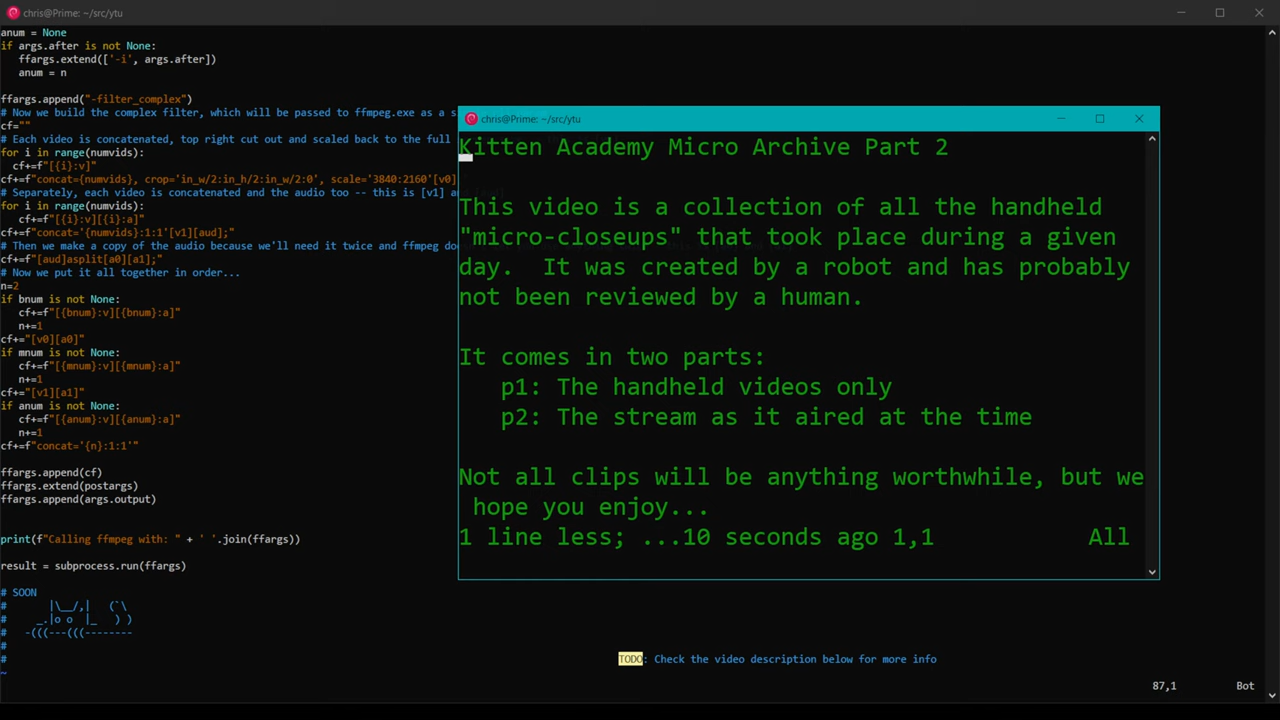 chris@Prime: ~/src/ytu
anum = None
if args.after is not None:
   ffargs.extend(['-i', args.after])
   anum = n
ffargs.append("-filter_complex")
# Now we build the complex filter, which will be passed to ffmpeg.exe as a s
cf=""
# Each video is concatenated, top right cut out and scaled back to the full
for i in range(numvids):
  cf+=f"[{i}:v]"
cf+=f"concat={numvids}, crop='in_w/2:in_h/2:in_w/2:0', scale='3840:2160'[v0]
# Separately, each video is concatenated and the audio too -- this is [v1] a
for i in range(numvids):
   cf+=f"[{i}:v][{i}:a]"
cf+=f"concat='{numvids}:1:1'[v1][aud];"
# Then we make a copy of the audio because we'll need it twice and ffmpeg do
cf+=f"[aud]asplit[a0][a1];"
# Now we put it all together in order...
n=2
if bnum is not None:
   cf+=f"[{bnum}:v][{bnum}:a]"
   n+=1
cf+="[v0][a0]"
if mnum is not None:
   cf+=f"[{mnum}:v][{mnum}:a]"
   n+=1
cf+="[v1][a1]"
if anum is not None:
   cf+=f"[{anum}:v][{anum}:a]"
   n+=1
cf+=f"concat='{n}:1:1'"
ffargs.append(cf)
ffargs.extend(postargs)
ffargs.append(args.output)
print(f"Calling ffmpeg with: " + ' '.join(ffargs))
result = subprocess.run(ffargs)
# SOON
#      |\__/,|   (`\
#    _.|o o  |_   ) )
#  -(((---(((--------
#
#
~
chris@Prime: ~/src/ytu
Kitten Academy Micro Archive Part 2
This video is a collection of all the handheld
"micro-closeups" that took place during a given
day.  It was created by a robot and has probably
not been reviewed by a human.
It comes in two parts:
   p1: The handheld videos only
   p2: The stream as it aired at the time
Not all clips will be anything worthwhile, but we
 hope you enjoy...
1 line less; ...10 seconds ago 1,1           All
TODO: Check the video description below for more info
87,1          Bot